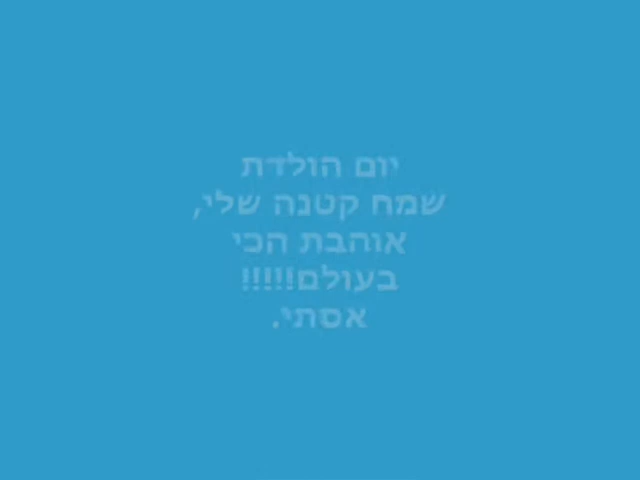 יום הולדת
שמח קטנה שלי,
אוהבת הכי
בעולם!!!!!
אסתי.